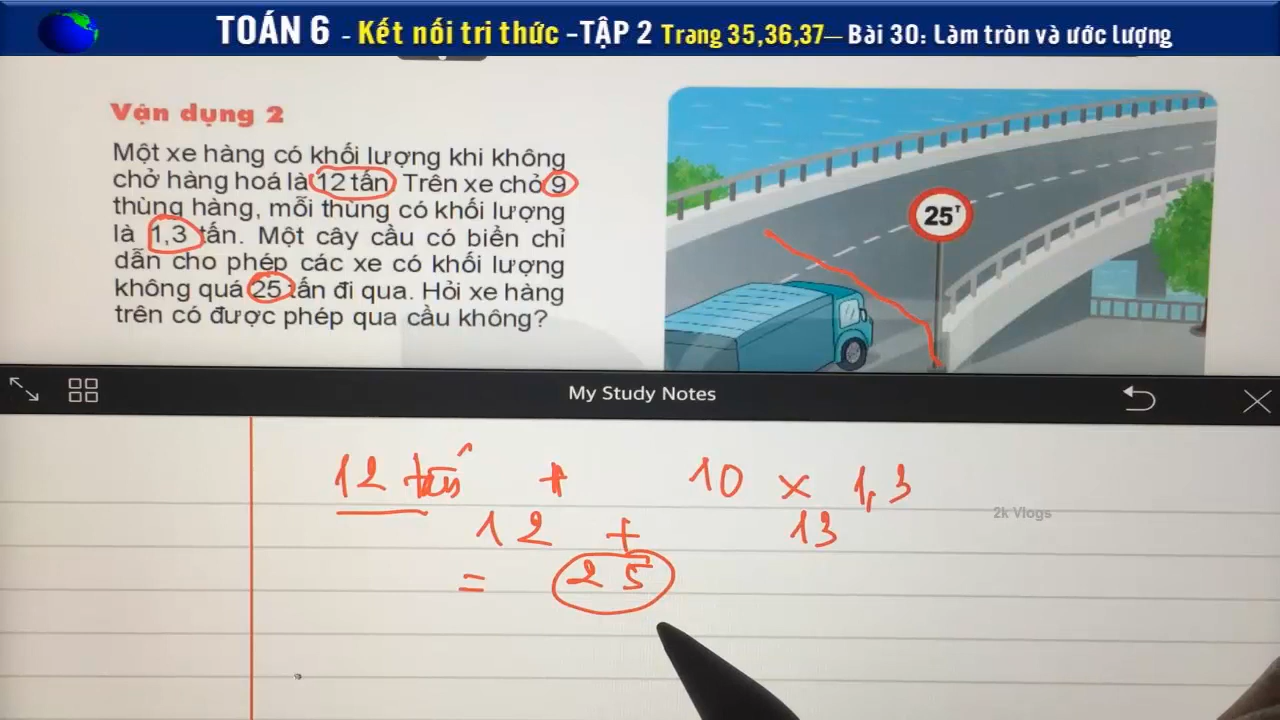 TOÁN 6 - Kết nối tri thức -TẬP 2 Trang 35,36,37– Bài 30: Làm tròn và ước lượng
Vận dụng 2
Một xe hàng có khối lượng khi không
chở hàng hoá là 12 tấn. Trên xe chở 9
thùng hàng, mỗi thùng có khối lượng
là 1,3 tấn. Một cây cầu có biển chỉ
dẫn cho phép các xe có khối lượng
không quá 25 tấn đi qua. Hỏi xe hàng
trên có được phép qua cầu không?
25T
My Study Notes
12 tấn + 10 x 1,3
2k Vlogs
12 + 13
= 25